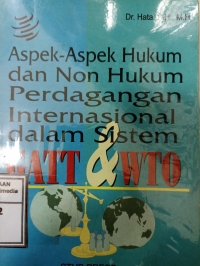 Dr. Hata
Aspek-Aspek Hukum
dan Non Hukum
Perdagangan
Internasional
dalam Sistem
GATT & WTO